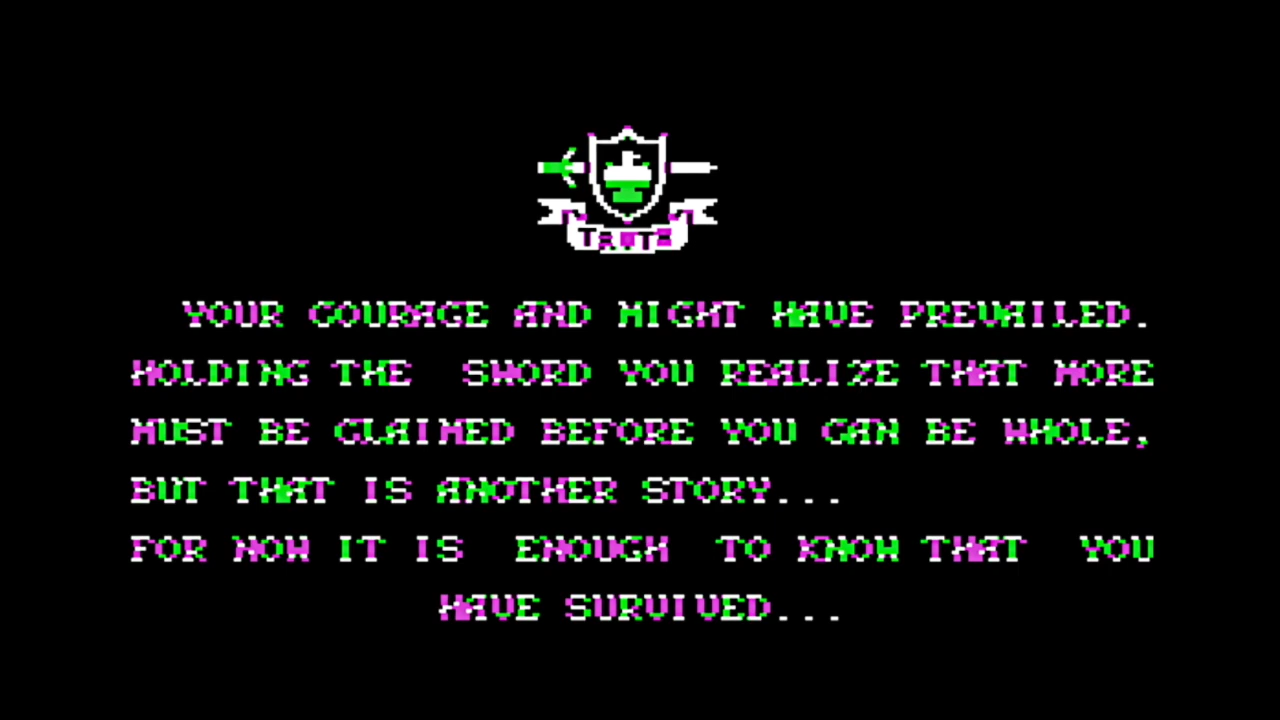 TRUTH
YOUR COURAGE AND MIGHT HAVE PREVAILED.
HOLDING THE SWORD YOU REALIZE THAT MORE
MUST BE CLAIMED BEFORE YOU CAN BE WHOLE,
BUT THAT IS ANOTHER STORY...
FOR NOW IT IS ENOUGH TO KNOW THAT YOU
HAVE SURVIVED...